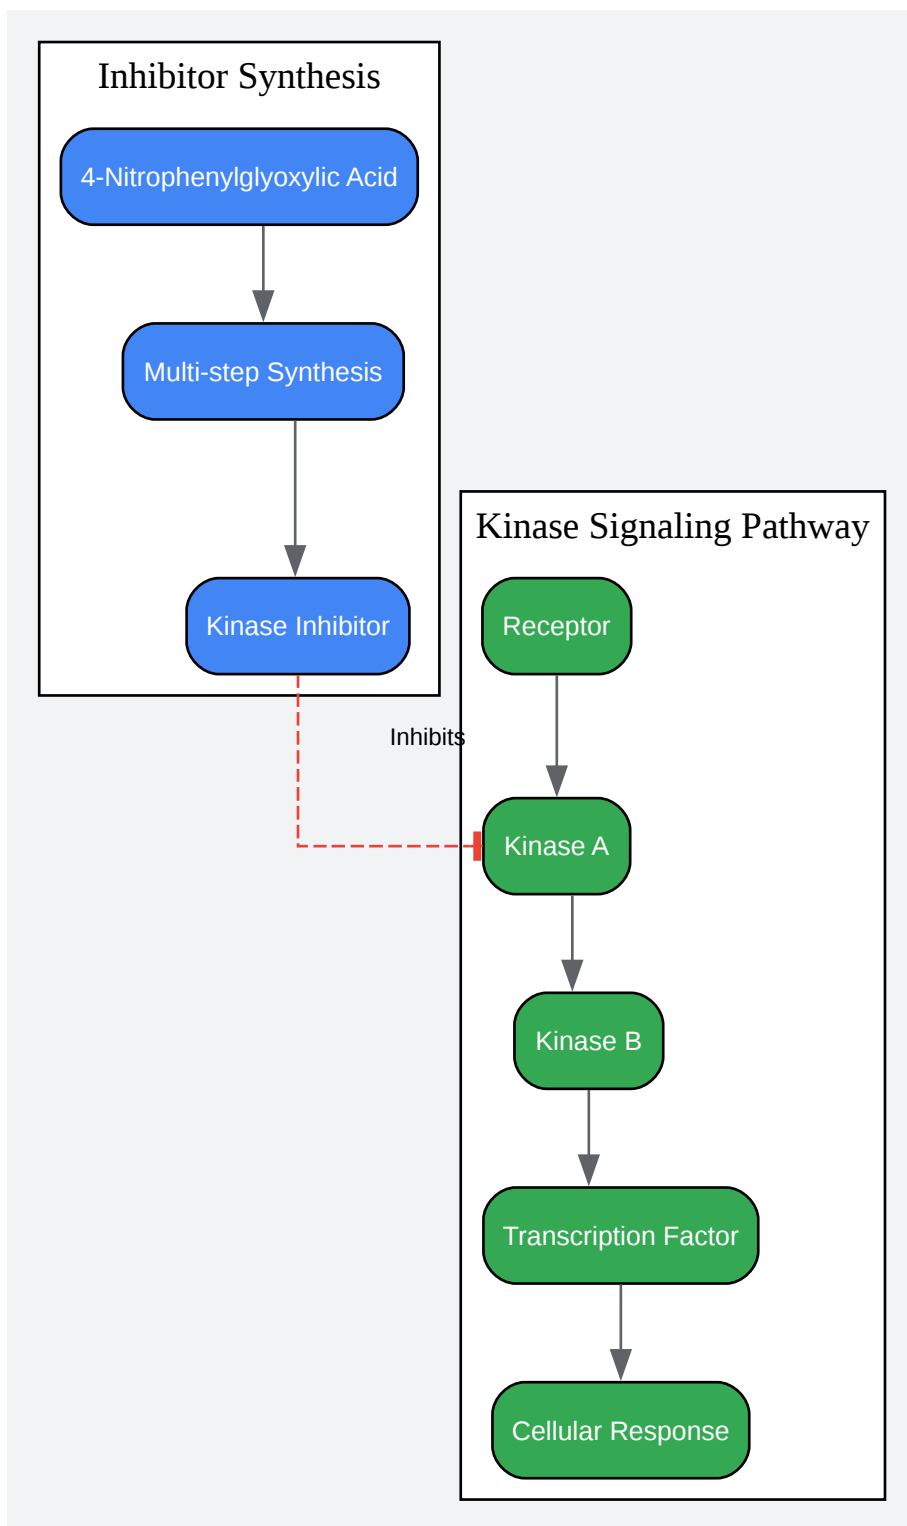 Inhibitor Synthesis
4-Nitrophenylglyoxylic Acid
Multi-step Synthesis
Kinase Inhibitor
Inhibits
Kinase Signaling Pathway
Receptor
Kinase A
Kinase B
Transcription Factor
Cellular Response